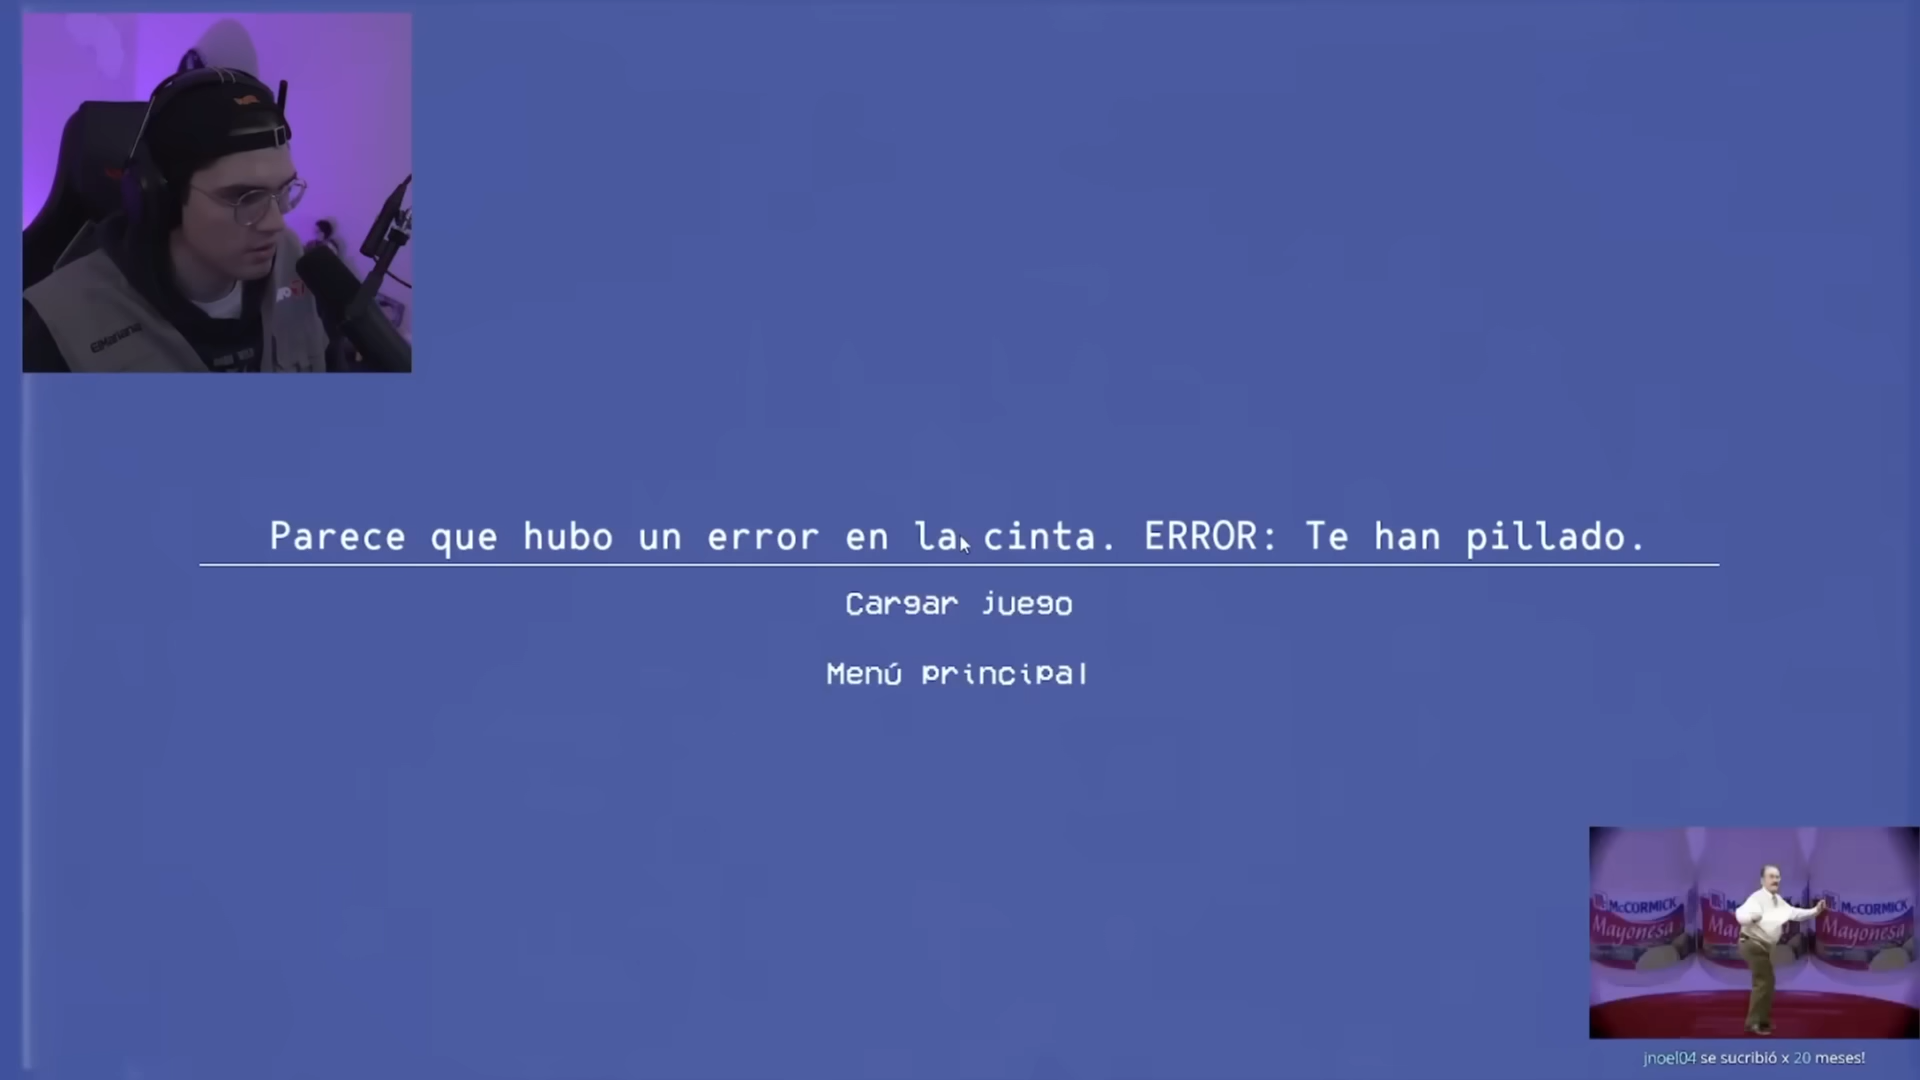 ElMariana
Parece que hubo un error en la cinta. ERROR: Te han pillado.
Cargar juego
Menú principal
McCORMICK
Mayonesa
McCORMICK
Mayonesa
jnoel04 se sucribió x 20 meses!